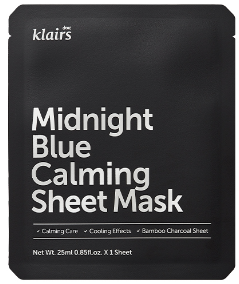 dear
klairs
Midnight
Blue
Calming
Sheet Mask
✓ Calming Care ✓ Cooling Effects ✓ Bamboo Charcoal Sheet
Net Wt. 25ml 0.85fl.oz. X 1 Sheet